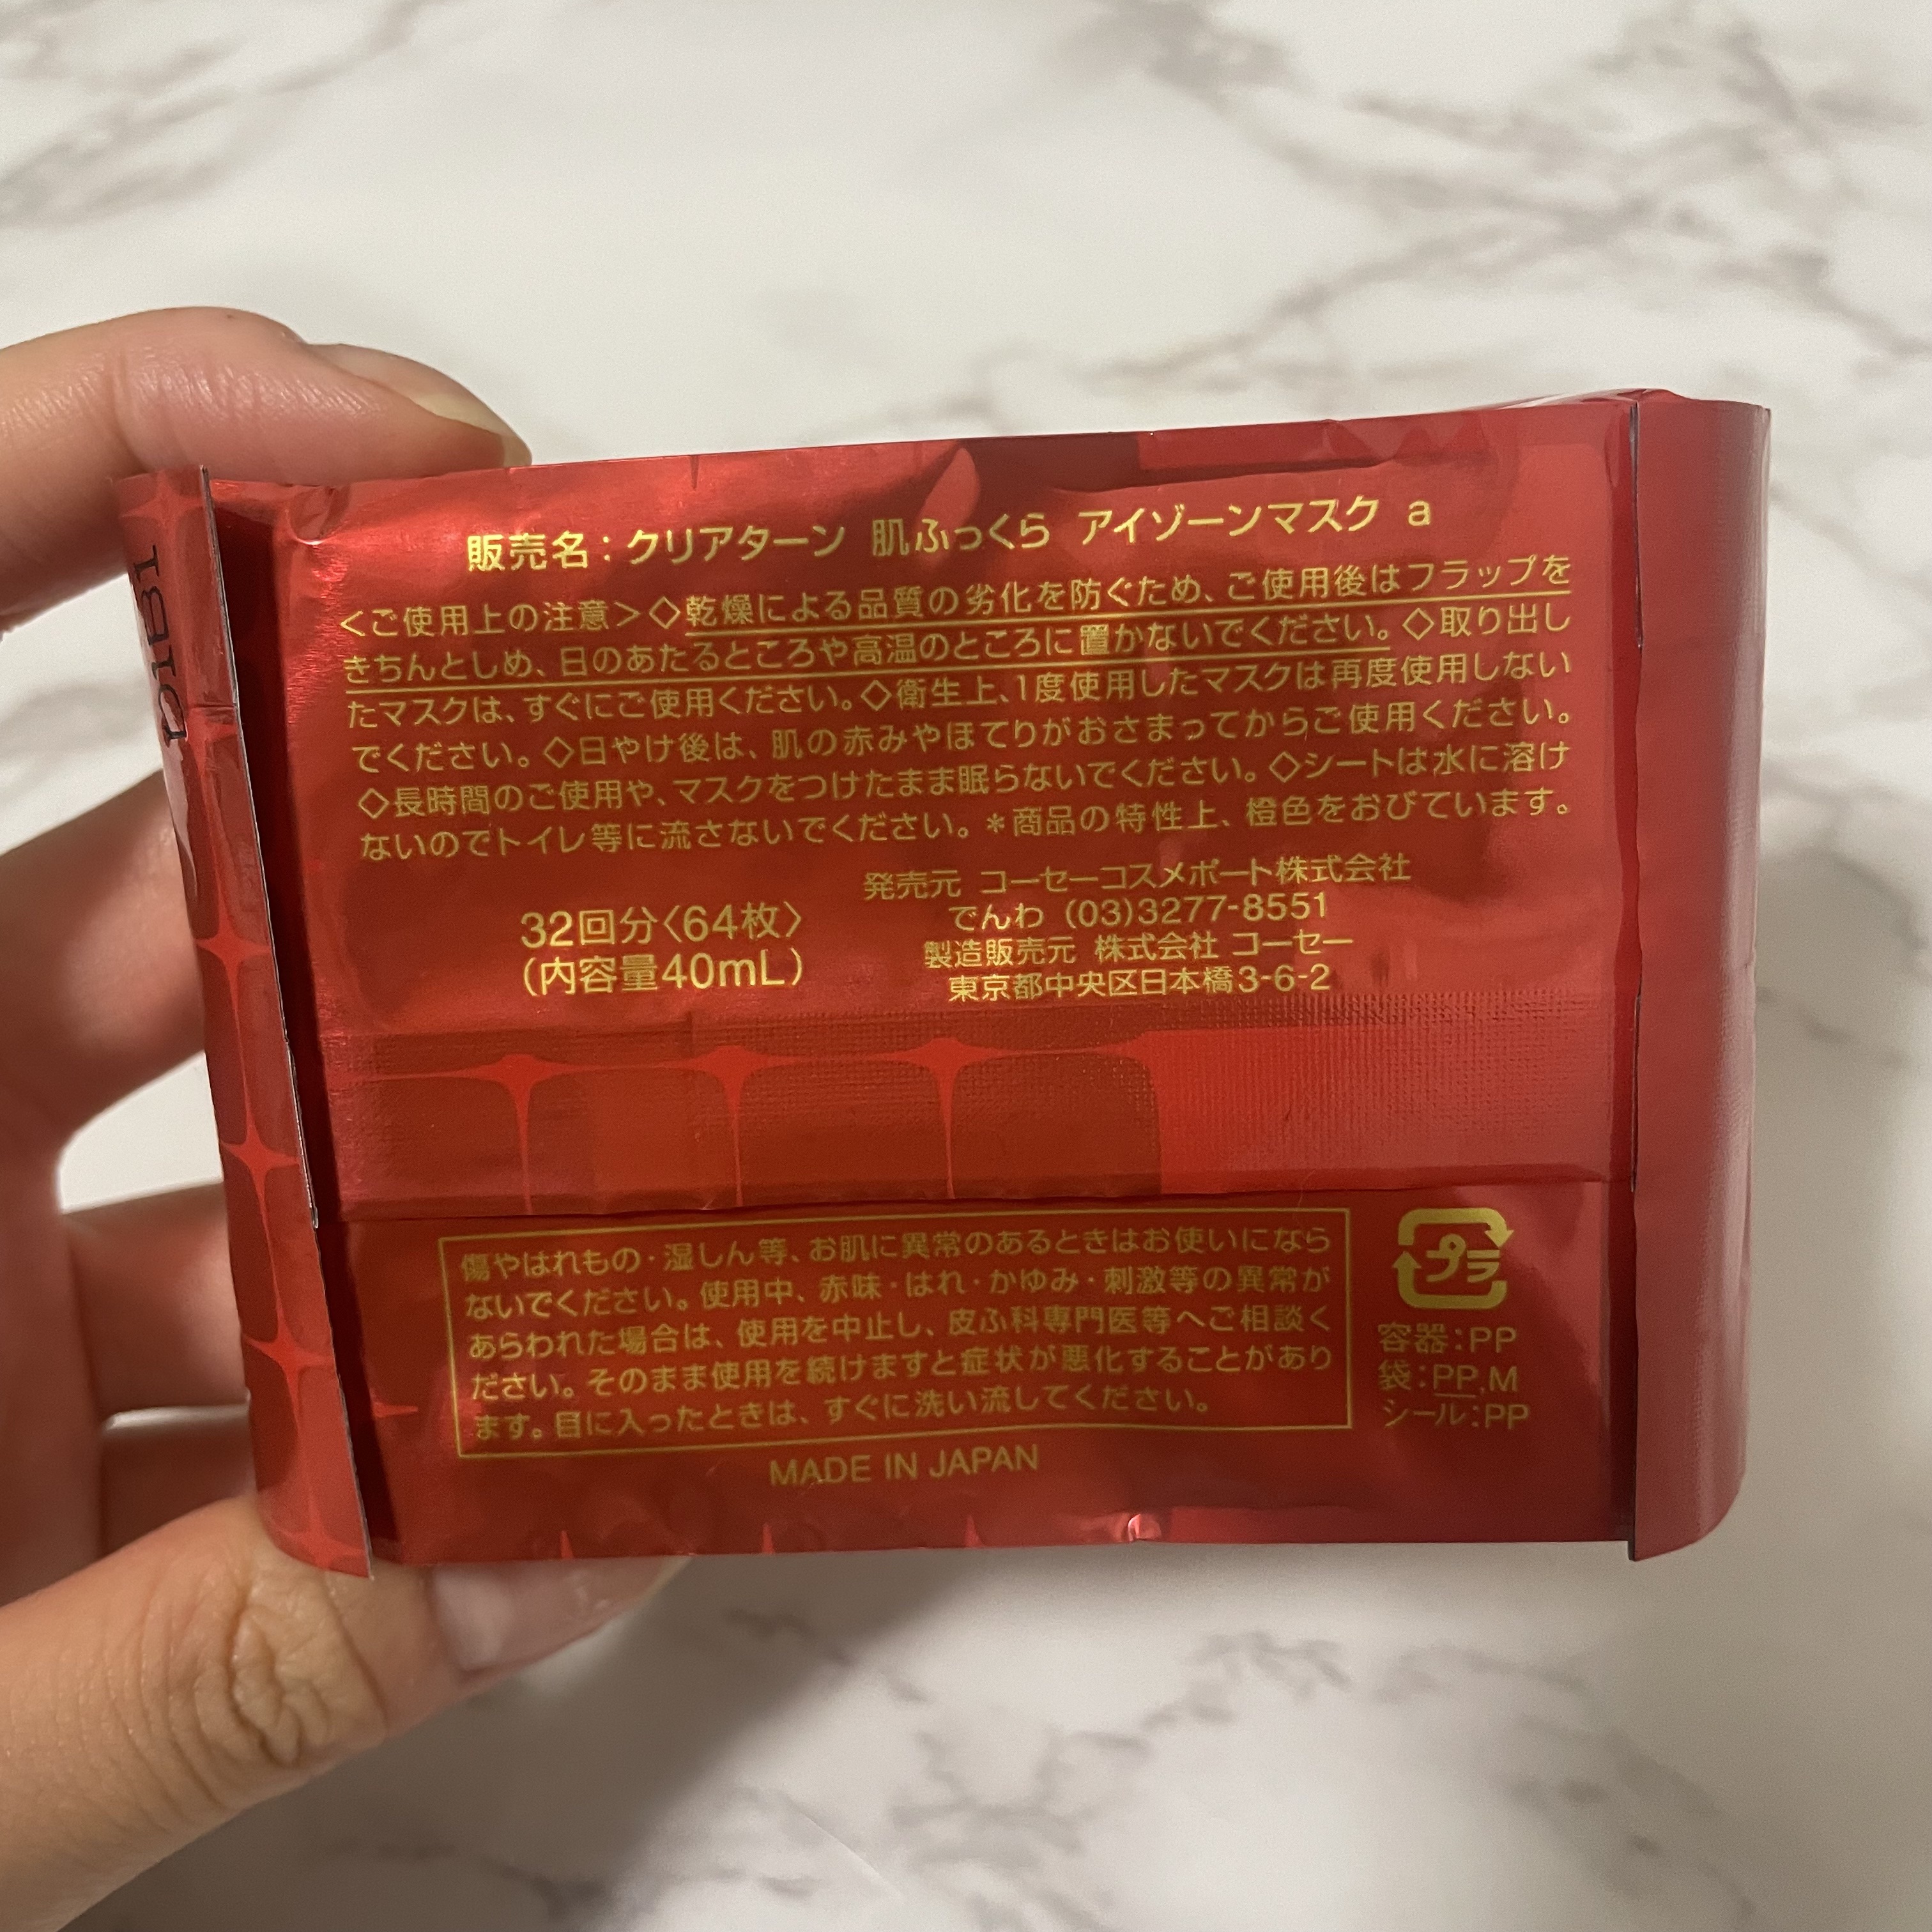 販売名：クリアターン 肌ふっくら アイゾーンマスク a
＜ご使用上の注意＞◇乾燥による品質の劣化を防ぐため、ご使用後はフラップを
きちんとしめ、日のあたるところや高温のところに置かないでください。◇取り出し
たマスクは、すぐにご使用ください。◇衛生上、1度使用したマスクは再度使用しない
でください。◇日やけ後は、肌の赤みやほてりがおさまってからご使用ください。
◇長時間のご使用や、マスクをつけたまま眠らないでください。◇シートは水に溶け
ないのでトイレ等に流さないでください。＊商品の特性上、橙色をおびています。
32回分〈64枚〉
（内容量40mL）
発売元 コーセーコスメポート株式会社
でんわ (03)3277-8551
製造販売元 株式会社 コーセー
東京都中央区日本橋3-6-2
傷やはれもの・湿しん等、お肌に異常のあるときはお使いになら
ないでください。使用中、赤味・はれ・かゆみ・刺激等の異常が
あらわれた場合は、使用を中止し、皮ふ科専門医等へご相談く
ださい。そのまま使用を続けますと症状が悪化することがあり
ます。目に入ったときは、すぐに洗い流してください。
MADE IN JAPAN
プラ
容器：PP
袋：PP,M
シール：PP